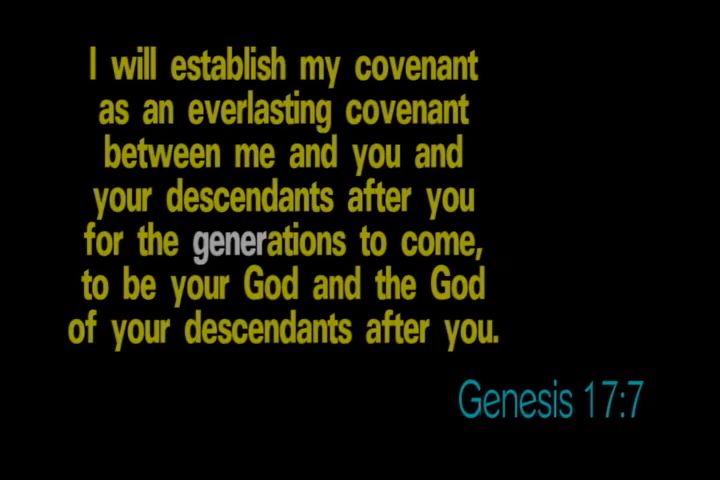 I will establish my covenant
as an everlasting covenant
between me and you and
your descendants after you
for the generations to come,
to be your God and the God
of your descendants after you.
Genesis 17:7